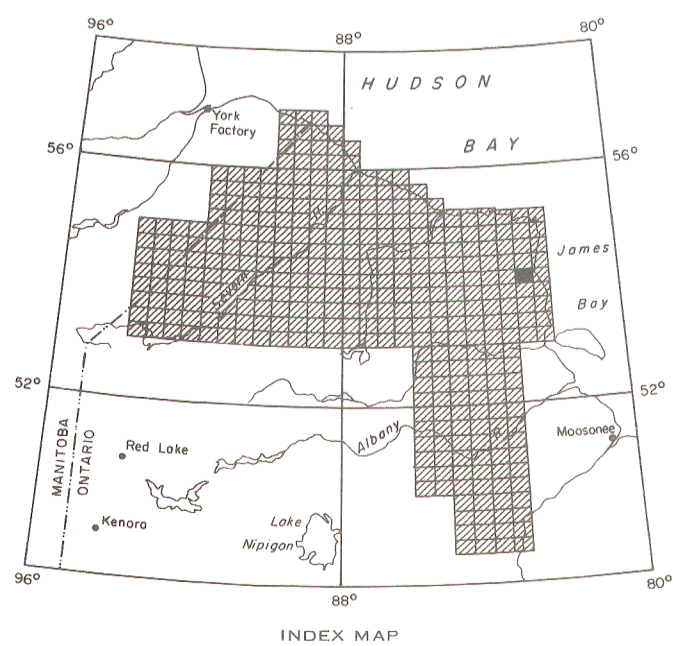 96°
88°
80°
HUDSON
BAY
York
Factory
56°
56°
James
Bay
Severn
R
52°
52°
Albany
R
Moosonee
MANITOBA
ONTARIO
Red Lake
Kenora
Lake
Nipigon
96°
88°
80°
INDEX MAP